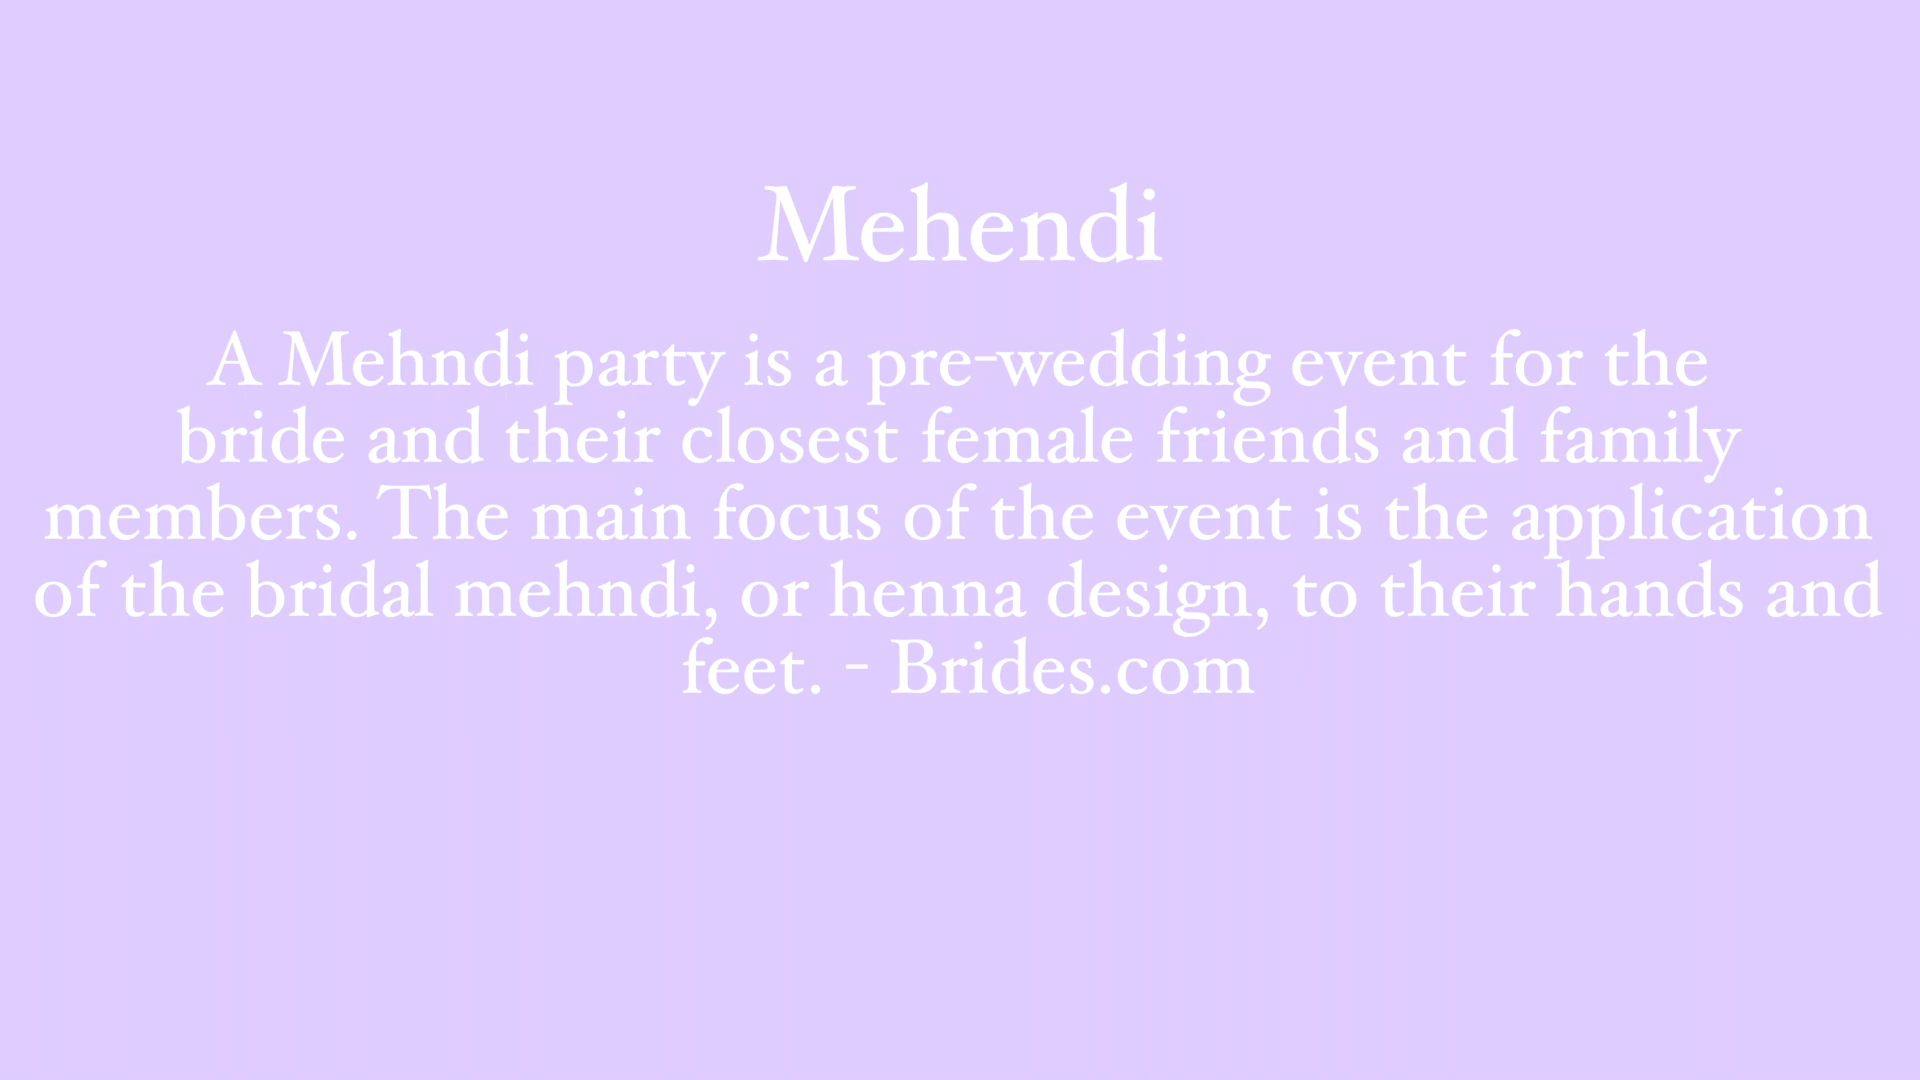 Mehendi
A Mehndi party is a pre-wedding event for the
bride and their closest female friends and family
members. The main focus of the event is the application
of the bridal mehndi, or henna design, to their hands and
feet. - Brides.com